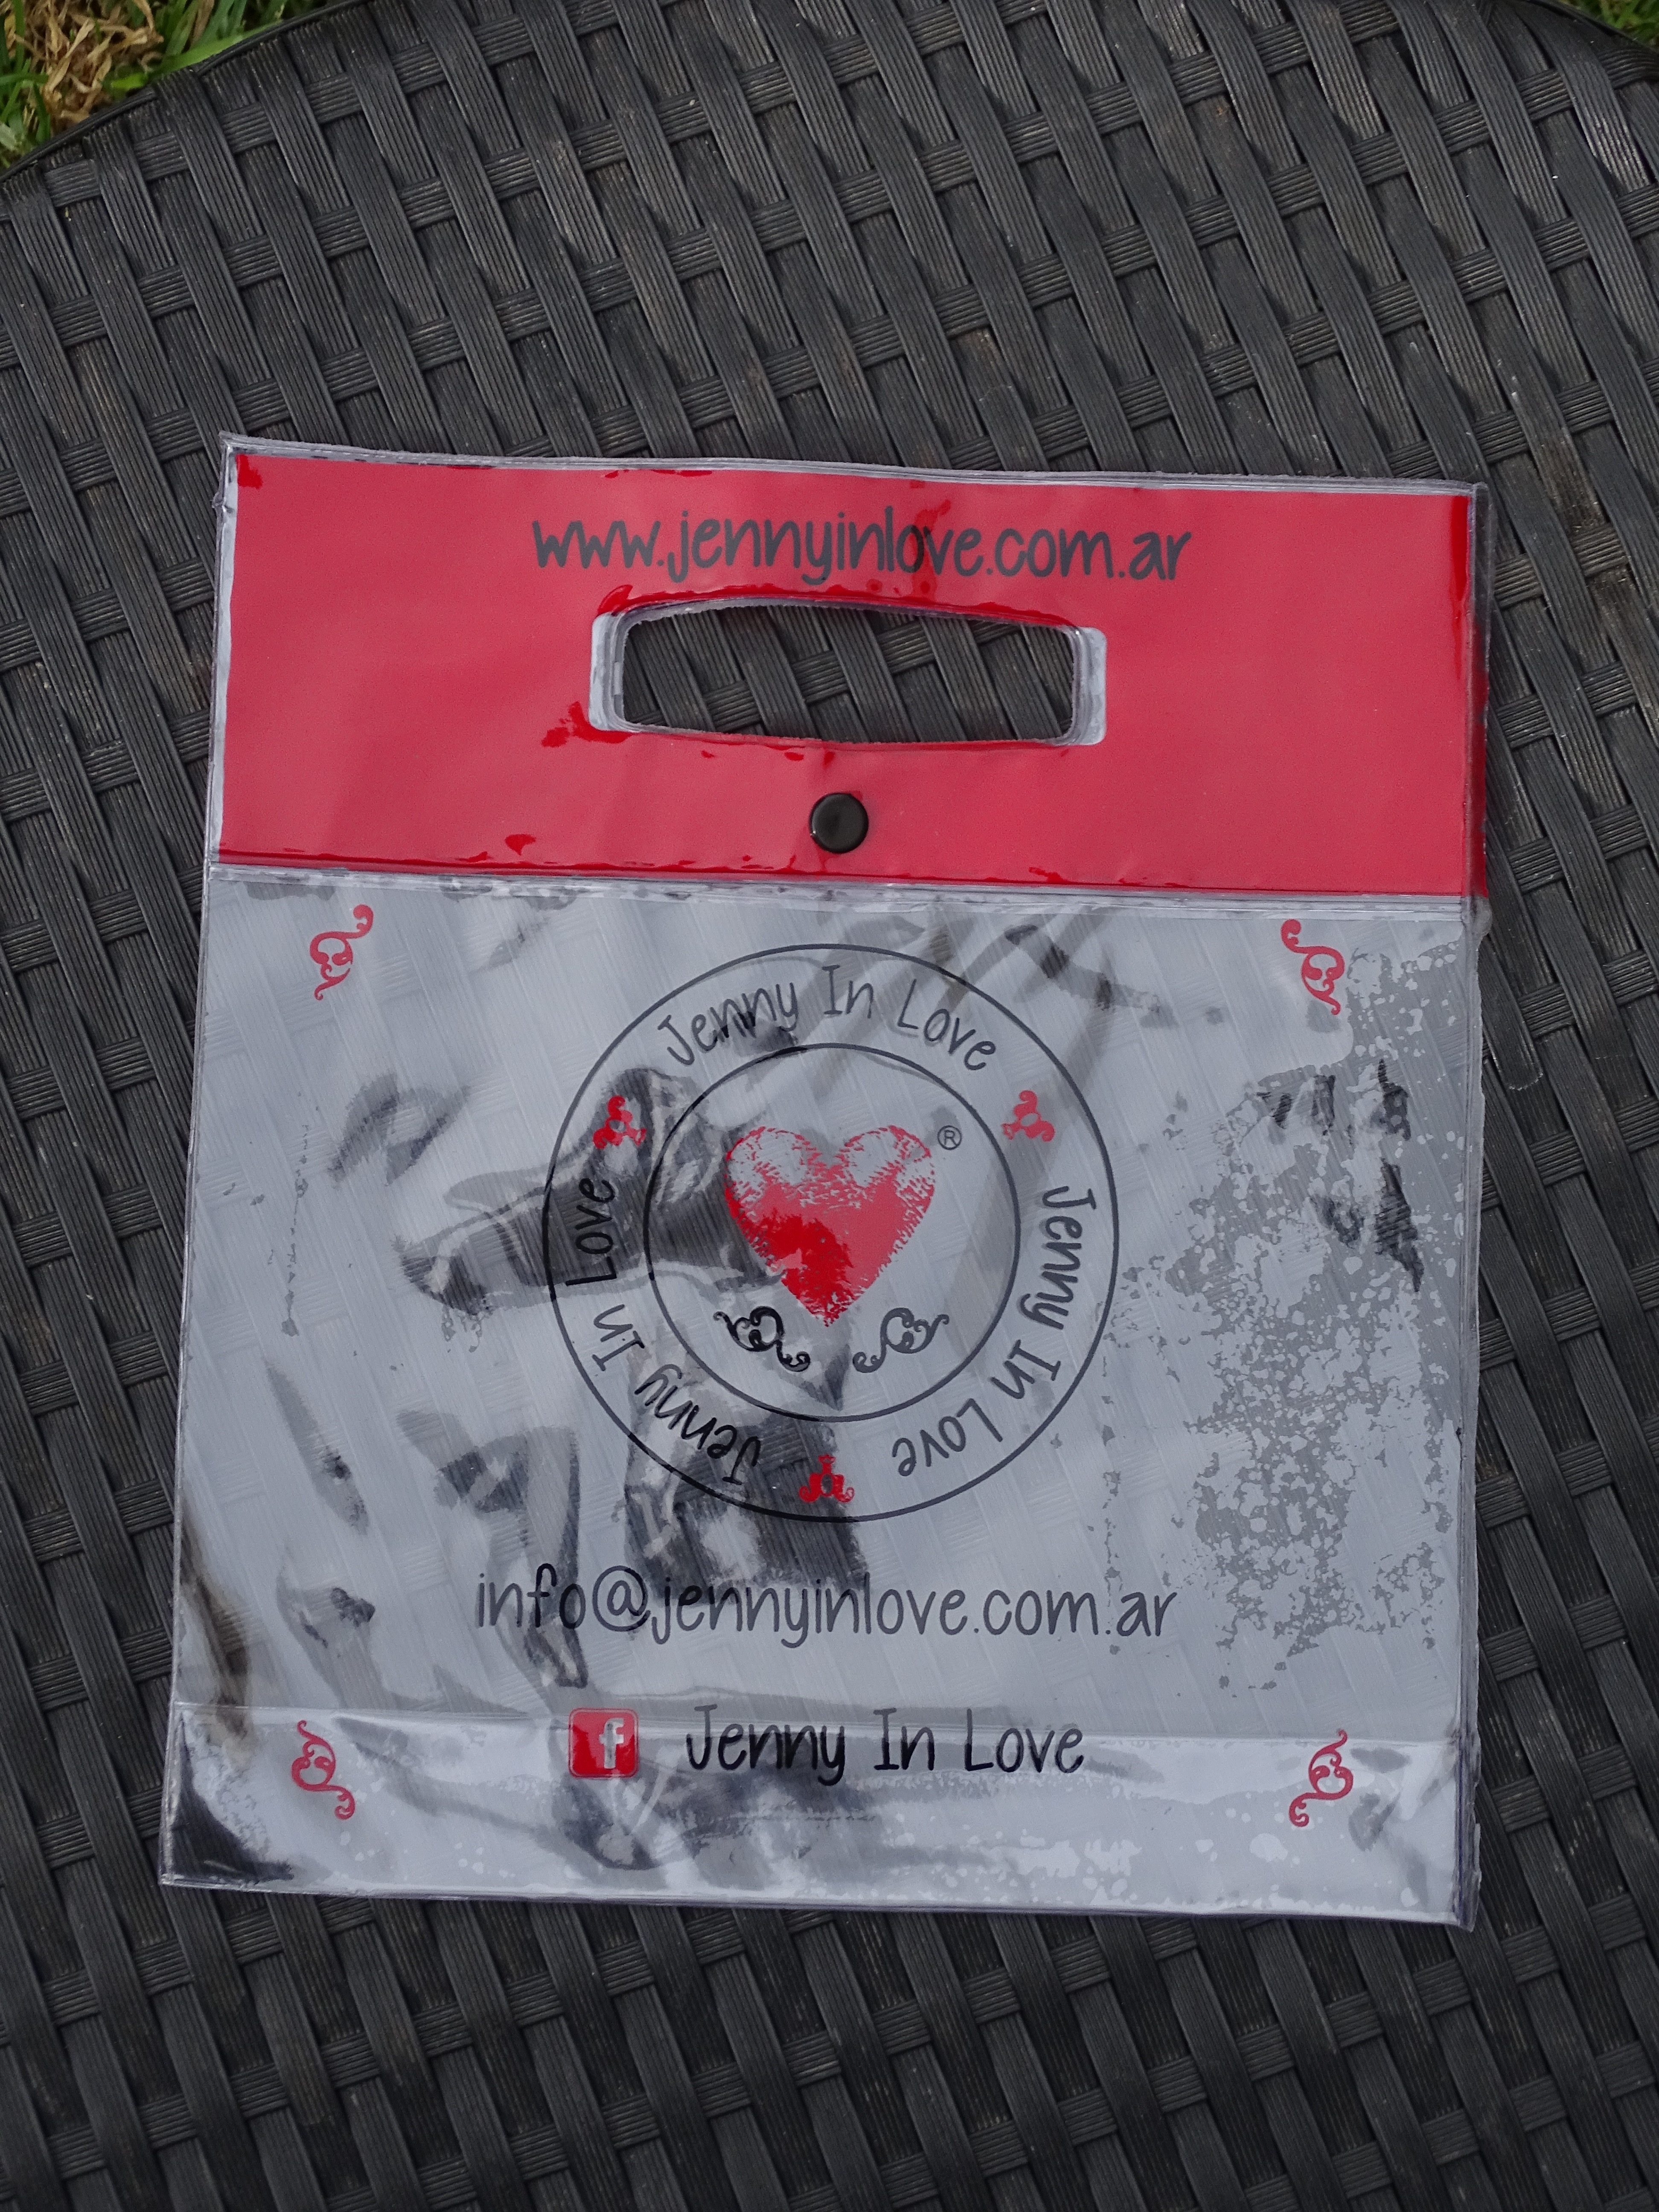 www.jennyinlove.com.ar
Jenny In Love
Jenny In Love
Jenny In Love
®
info@jennyinlove.com.ar
f Jenny In Love